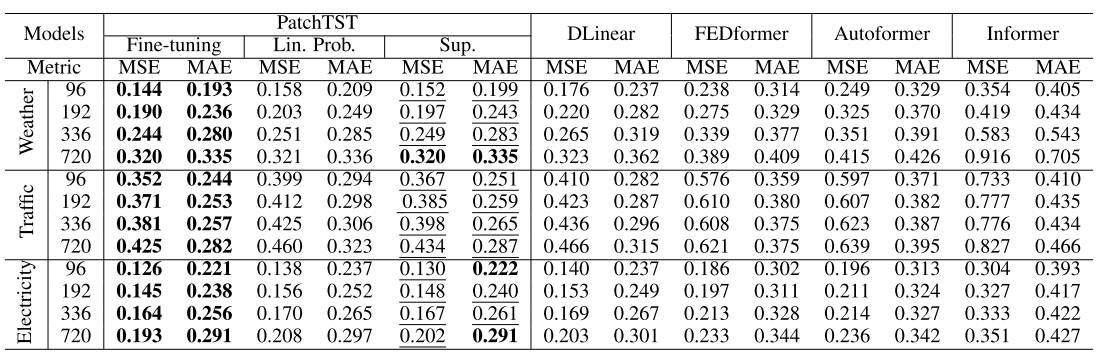 Models PatchTST DLinear FEDformer Autoformer Informer
Fine-tuning Lin. Prob. Sup.
Metric MSE MAE MSE MAE MSE MAE MSE MAE MSE MAE MSE MAE MSE MAE
Weather
96 0.144 0.193 0.158 0.209 0.152 0.199 0.176 0.237 0.238 0.314 0.249 0.329 0.354 0.405
192 0.190 0.236 0.203 0.249 0.197 0.243 0.220 0.282 0.275 0.329 0.325 0.370 0.419 0.434
336 0.244 0.280 0.251 0.285 0.249 0.283 0.265 0.319 0.339 0.377 0.351 0.391 0.583 0.543
720 0.320 0.335 0.321 0.336 0.320 0.335 0.323 0.362 0.389 0.409 0.415 0.426 0.916 0.705
Traffic
96 0.352 0.244 0.399 0.294 0.367 0.251 0.410 0.282 0.576 0.359 0.597 0.371 0.733 0.410
192 0.371 0.253 0.412 0.298 0.385 0.259 0.423 0.287 0.610 0.380 0.607 0.382 0.777 0.435
336 0.381 0.257 0.425 0.306 0.398 0.265 0.436 0.296 0.608 0.375 0.623 0.387 0.776 0.434
720 0.425 0.282 0.460 0.323 0.434 0.287 0.466 0.315 0.621 0.375 0.639 0.395 0.827 0.466
Electricity
96 0.126 0.221 0.138 0.237 0.130 0.222 0.140 0.237 0.186 0.302 0.196 0.313 0.304 0.393
192 0.145 0.238 0.156 0.252 0.148 0.240 0.153 0.249 0.197 0.311 0.211 0.324 0.327 0.417
336 0.164 0.256 0.170 0.265 0.167 0.261 0.169 0.267 0.213 0.328 0.214 0.327 0.333 0.422
720 0.193 0.291 0.208 0.297 0.202 0.291 0.203 0.301 0.233 0.344 0.236 0.342 0.351 0.427